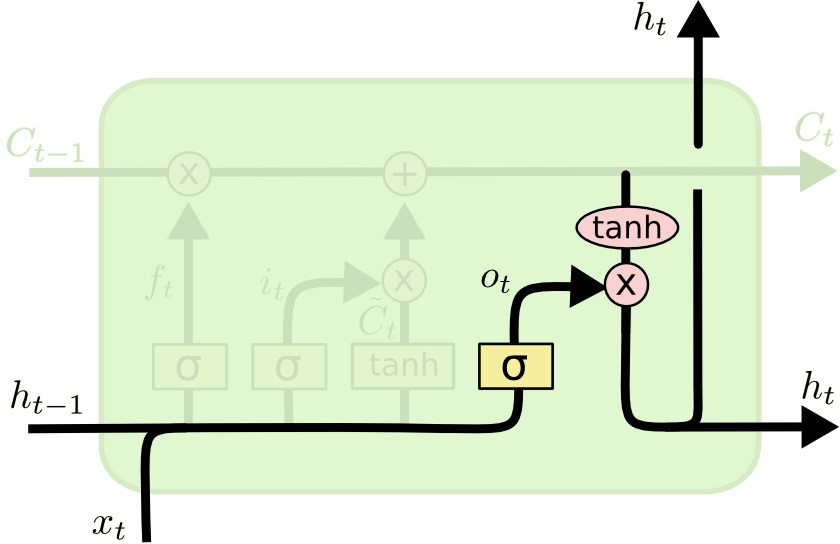 h_t
C_{t-1}
C_t
x
+
tanh
f_t
i_t
x
o_t
x
C̃_t
σ
σ
tanh
σ
h_{t-1}
h_t
x_t